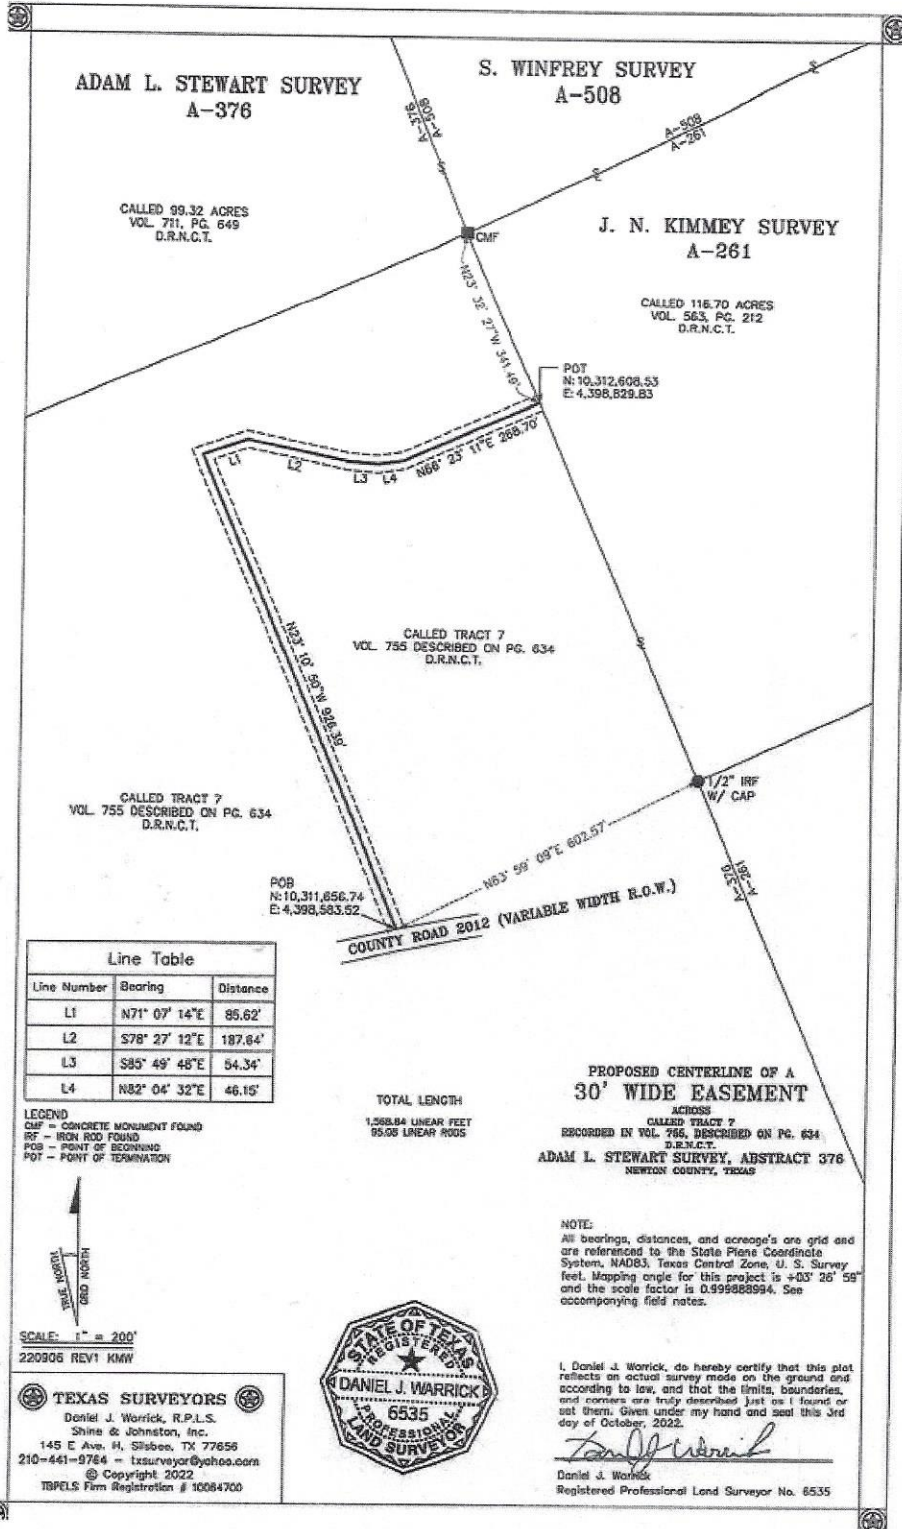 ADAM L. STEWART SURVEY
A-376
S. WINFREY SURVEY
A-508
A-508
A-376
A-508
A-261
CALLED 99.32 ACRES
VOL. 711, PG. 649
D.R.N.C.T.
CMF
J. N. KIMMEY SURVEY
A-261
CALLED 116.70 ACRES
VOL. 563, PG. 212
D.R.N.C.T.
N23° 32' 27"W 341.49'
POT
N: 10,312,608.53
E: 4,398,829.83
L1
L2
L3
L4
N66° 23' 11"E 268.70'
N23° 10' 50"W 926.39'
CALLED TRACT 7
VOL. 755 DESCRIBED ON PG. 634
D.R.N.C.T.
CALLED TRACT 7
VOL. 755 DESCRIBED ON PG. 634
D.R.N.C.T.
1/2" IRF
W/ CAP
N63° 59' 09"E 602.57'
A-261
A-376
POB
N: 10,311,656.74
E: 4,398,583.52
COUNTY ROAD 2012 (VARIABLE WIDTH R.O.W.)
Line Table
Line Number Bearing Distance
L1 N71° 07' 14"E 85.62'
L2 S78° 27' 12"E 187.64'
L3 S85° 49' 48"E 54.34'
L4 N82° 04' 32"E 46.15'
LEGEND
CMF - CONCRETE MONUMENT FOUND
IRF - IRON ROD FOUND
POB - POINT OF BEGINNING
POT - POINT OF TERMINATION
TOTAL LENGTH
1,568.84 LINEAR FEET
95.08 LINEAR RODS
PROPOSED CENTERLINE OF A
30' WIDE EASEMENT
ACROSS
CALLED TRACT 7
RECORDED IN VOL. 755, DESCRIBED ON PG. 634
D.R.N.C.T.
ADAM L. STEWART SURVEY, ABSTRACT 376
NEWTON COUNTY, TEXAS
TRUE NORTH
GRID NORTH
SCALE: 1" = 200'
220906 REV1 KMW
NOTE:
All bearings, distances, and acreage's are grid and
are referenced to the State Plane Coordinate
System, NAD83, Texas Central Zone, U. S. Survey
feet. Mapping angle for this project is +03° 26' 59"
and the scale factor is 0.999888994. See
accompanying field notes.
TEXAS SURVEYORS
Daniel J. Warrick, R.P.L.S.
Shine & Johnston, Inc.
145 E Ave. H, Silsbee, TX 77656
210-441-9764 - txsurveyor@yahoo.com
© Copyright 2022
TBPELS Firm Registration # 10084700
STATE OF TEXAS
REGISTERED
DANIEL J. WARRICK
6535
PROFESSIONAL
LAND SURVEYOR
I, Daniel J. Warrick, do hereby certify that this plat
reflects an actual survey made on the ground and
according to law, and that the limits, boundaries,
and corners are truly described just as I found or
set them. Given under my hand and seal this 3rd
day of October, 2022.
Daniel J. Warrick
Registered Professional Land Surveyor No. 6535